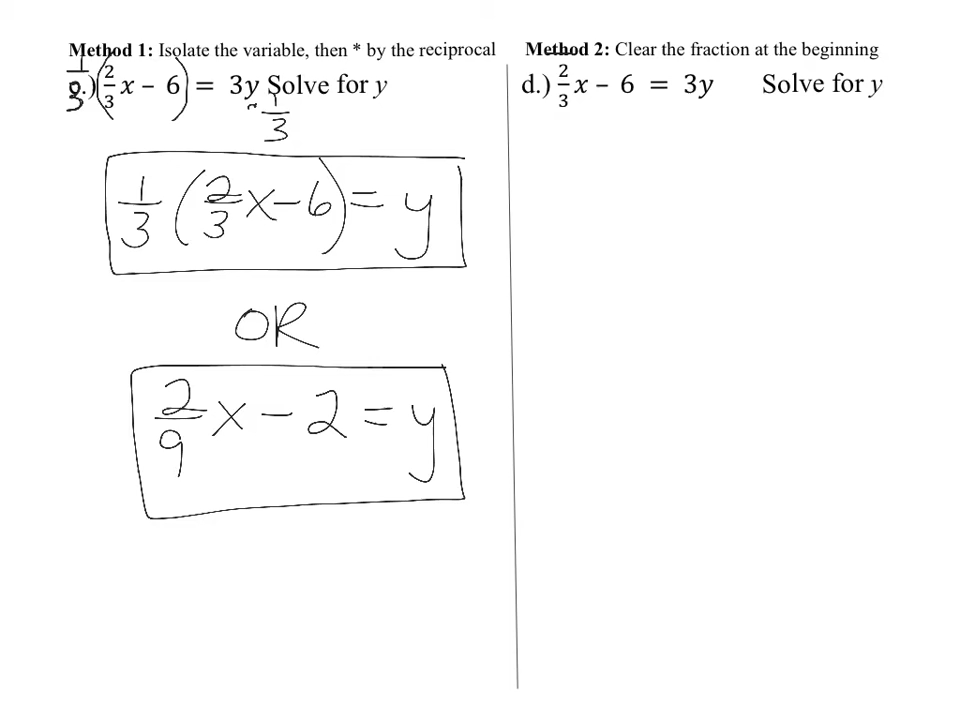 Method 1: Isolate the variable, then * by the reciprocal
1/3 (2/3 x − 6) = 3y · 1/3 Solve for y
1/3 (2/3 x − 6) = y
OR
2/9 x − 2 = y
Method 2: Clear the fraction at the beginning
d.) 2/3 x − 6 = 3y Solve for y